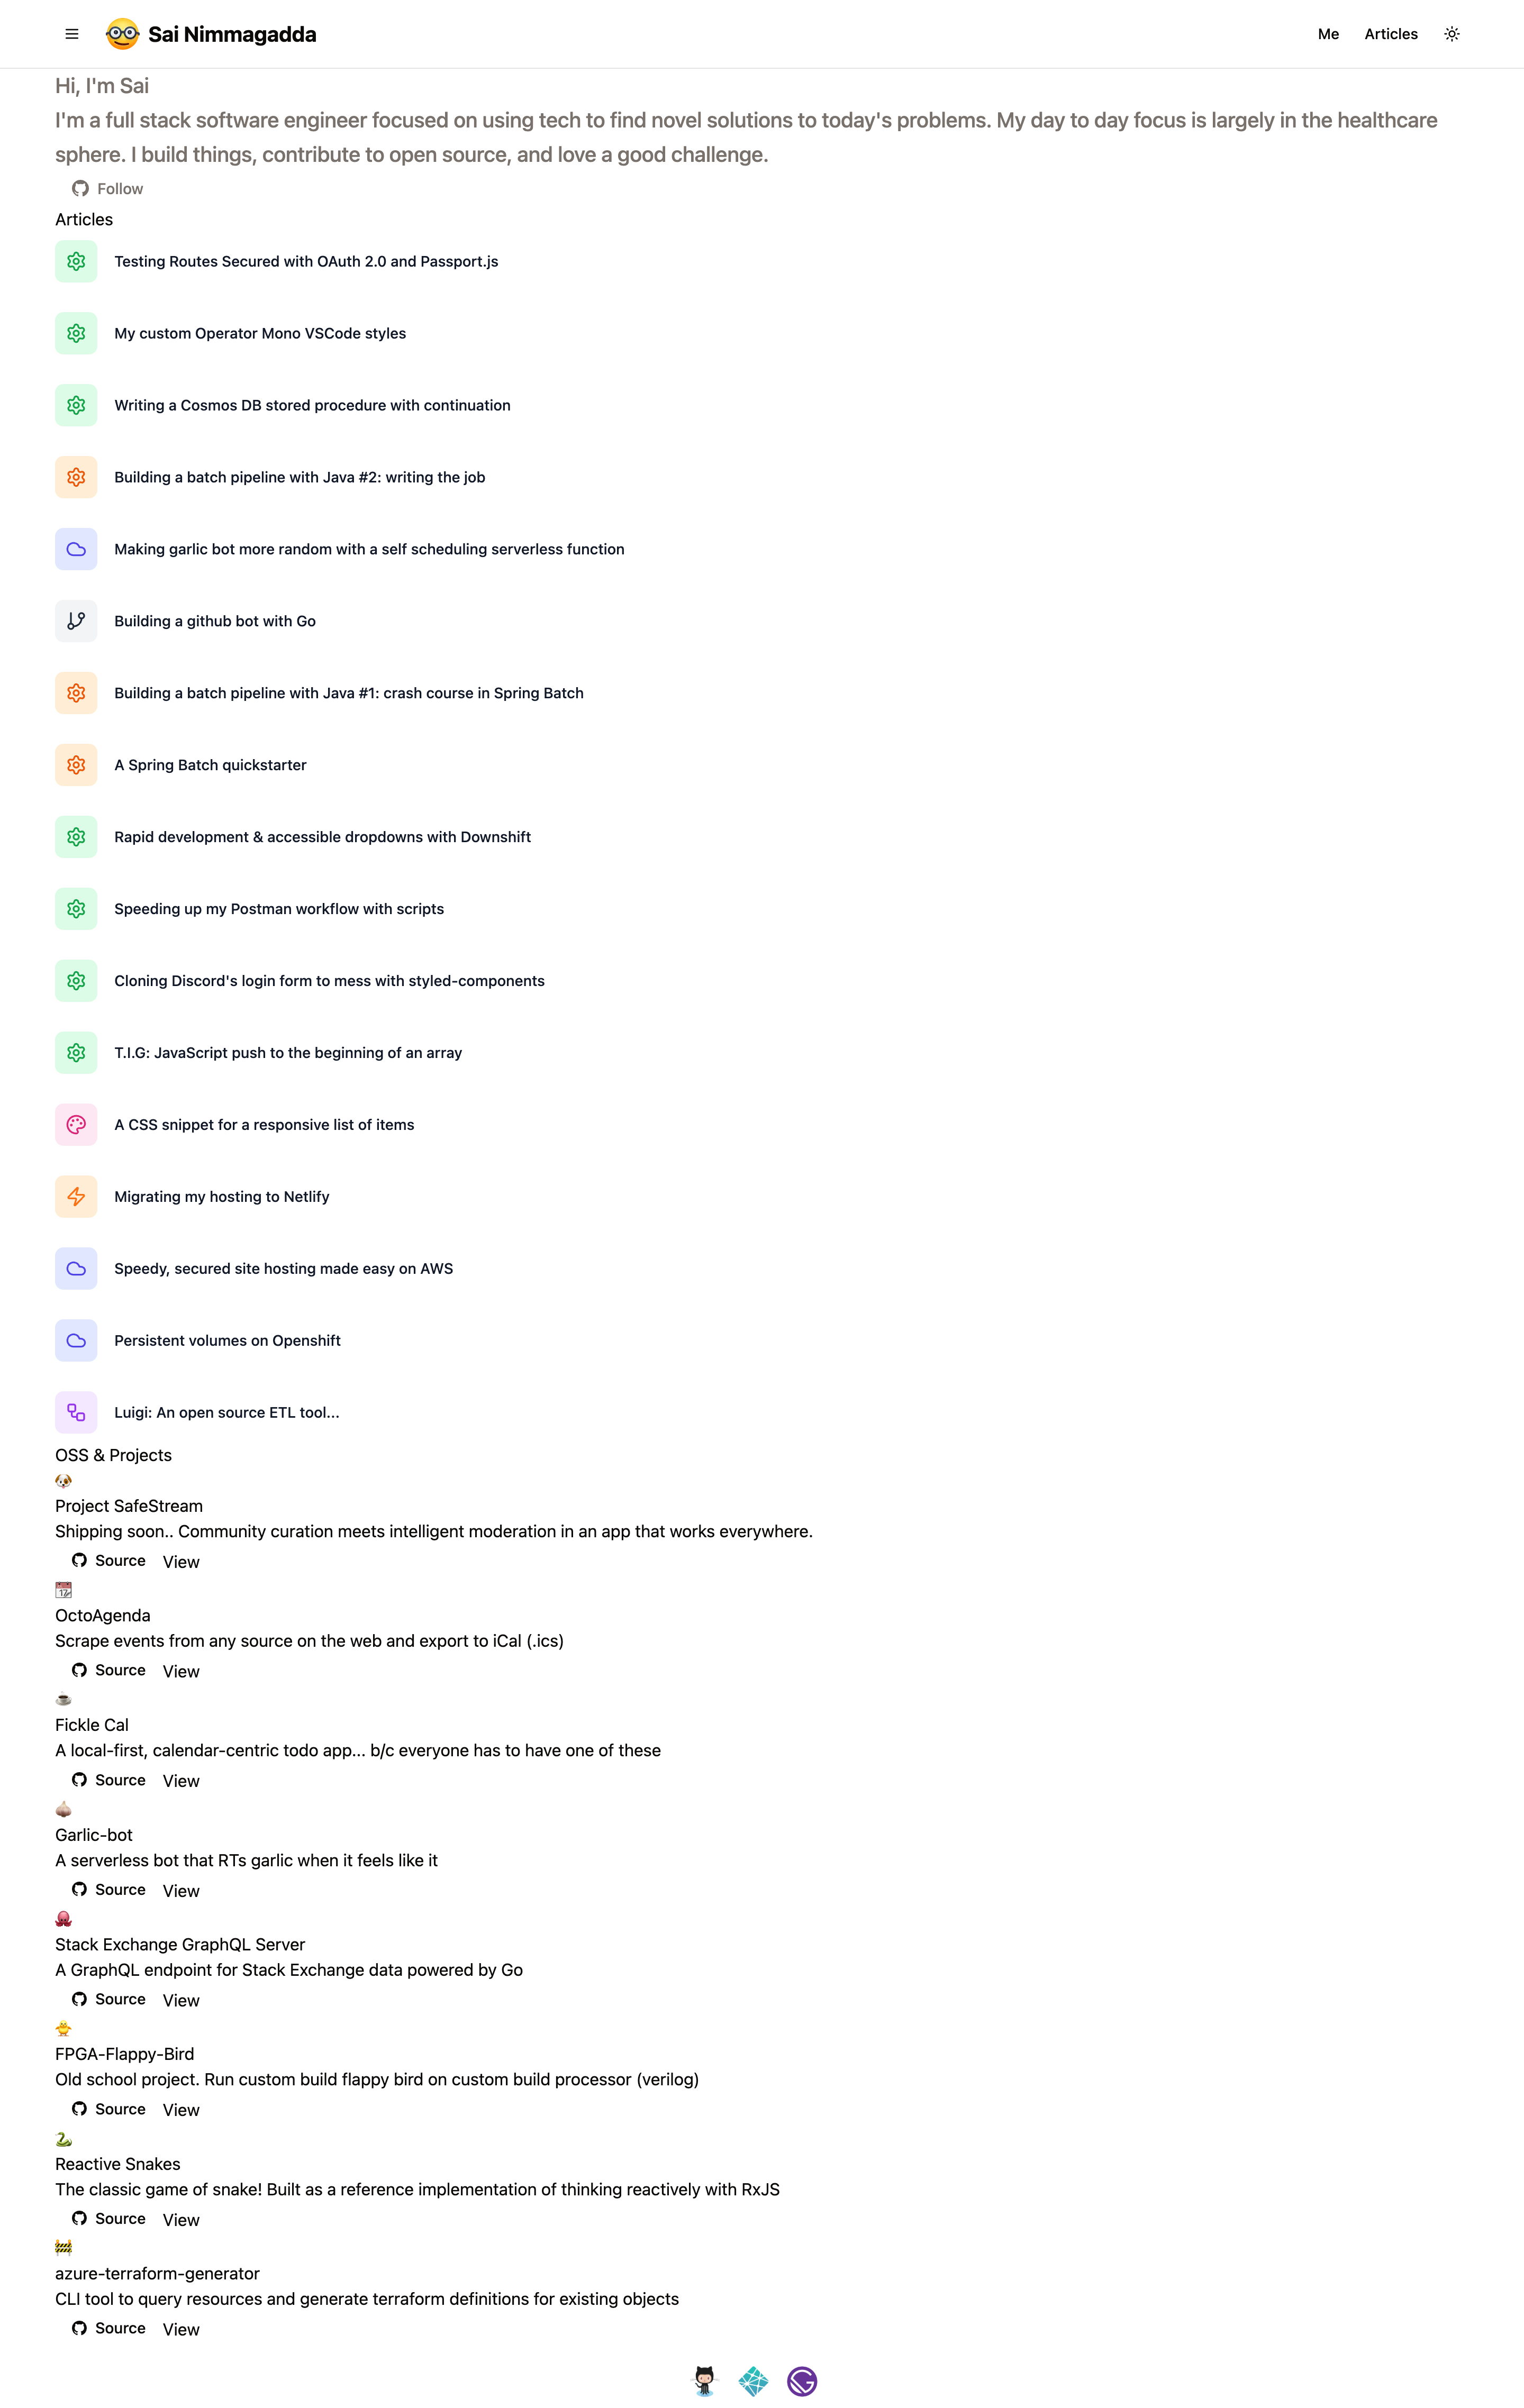 Sai Nimmagadda
Me
Articles
Hi, I'm Sai
I'm a full stack software engineer focused on using tech to find novel solutions to today's problems. My day to day focus is largely in the healthcare
sphere. I build things, contribute to open source, and love a good challenge.
Follow
Articles
Testing Routes Secured with OAuth 2.0 and Passport.js
My custom Operator Mono VSCode styles
Writing a Cosmos DB stored procedure with continuation
Building a batch pipeline with Java #2: writing the job
Making garlic bot more random with a self scheduling serverless function
Building a github bot with Go
Building a batch pipeline with Java #1: crash course in Spring Batch
A Spring Batch quickstarter
Rapid development & accessible dropdowns with Downshift
Speeding up my Postman workflow with scripts
Cloning Discord's login form to mess with styled-components
T.I.G: JavaScript push to the beginning of an array
A CSS snippet for a responsive list of items
Migrating my hosting to Netlify
Speedy, secured site hosting made easy on AWS
Persistent volumes on Openshift
Luigi: An open source ETL tool...
OSS & Projects
Project SafeStream
Shipping soon.. Community curation meets intelligent moderation in an app that works everywhere.
Source View
17
OctoAgenda
Scrape events from any source on the web and export to iCal (.ics)
Source View
Fickle Cal
A local-first, calendar-centric todo app... b/c everyone has to have one of these
Source View
Garlic-bot
A serverless bot that RTs garlic when it feels like it
Source View
Stack Exchange GraphQL Server
A GraphQL endpoint for Stack Exchange data powered by Go
Source View
FPGA-Flappy-Bird
Old school project. Run custom build flappy bird on custom build processor (verilog)
Source View
Reactive Snakes
The classic game of snake! Built as a reference implementation of thinking reactively with RxJS
Source View
azure-terraform-generator
CLI tool to query resources and generate terraform definitions for existing objects
Source View